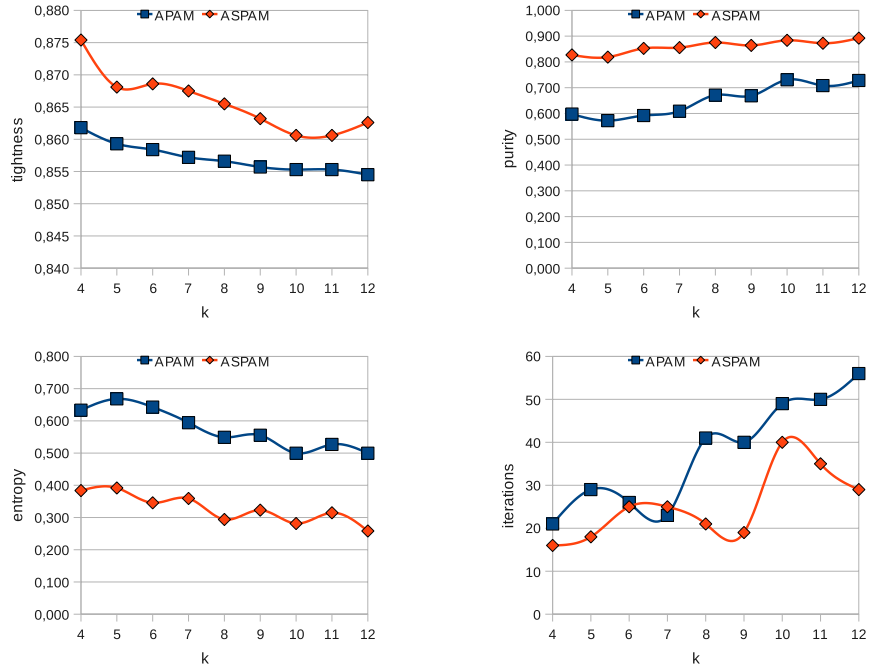 APAM ASPAM
0,880
0,875
0,870
0,865
0,860
0,855
0,850
0,845
0,840
tightness
4 5 6 7 8 9 10 11 12
k
APAM ASPAM
1,000
0,900
0,800
0,700
0,600
0,500
0,400
0,300
0,200
0,100
0,000
purity
4 5 6 7 8 9 10 11 12
k
APAM ASPAM
0,800
0,700
0,600
0,500
0,400
0,300
0,200
0,100
0,000
entropy
4 5 6 7 8 9 10 11 12
k
APAM ASPAM
60
50
40
30
20
10
0
iterations
4 5 6 7 8 9 10 11 12
k